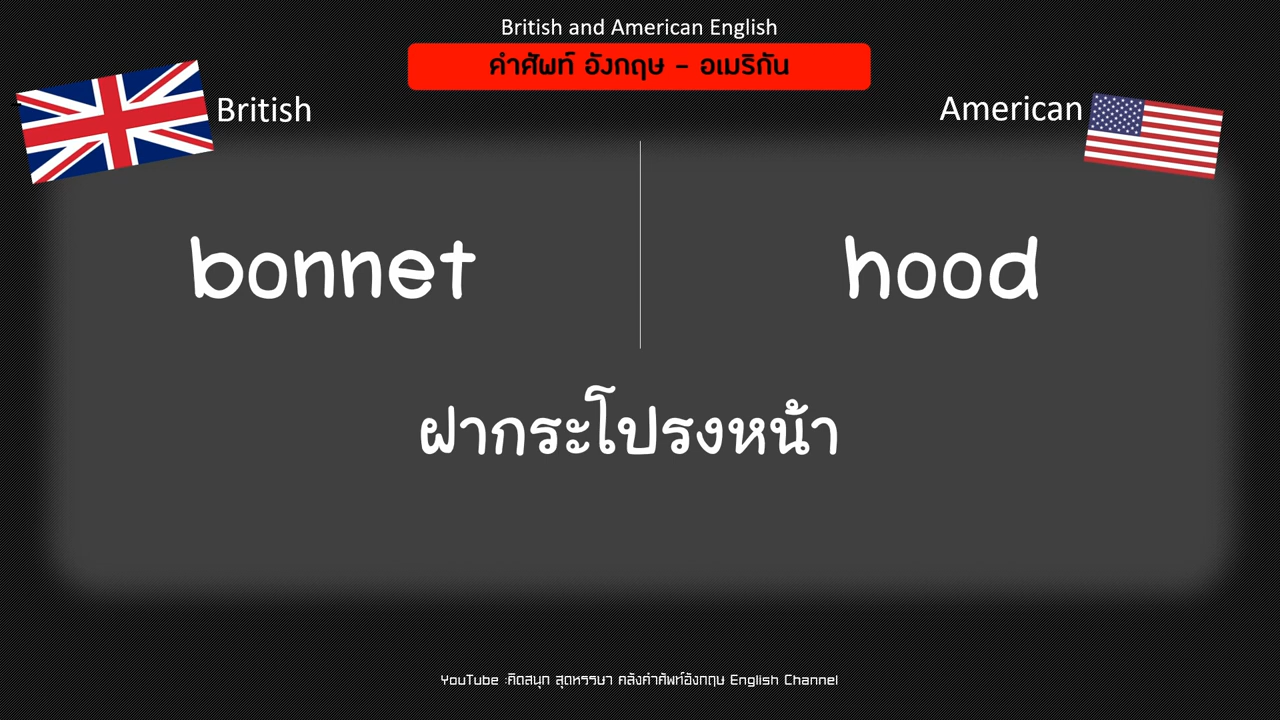 British and American English
คำศัพท์ อังกฤษ - อเมริกัน
British
American
bonnet
hood
ฝากระโปรงหน้า
YouTube :คิดสนุก สุดหรรษา คลังคำศัพท์อังกฤษ English Channel